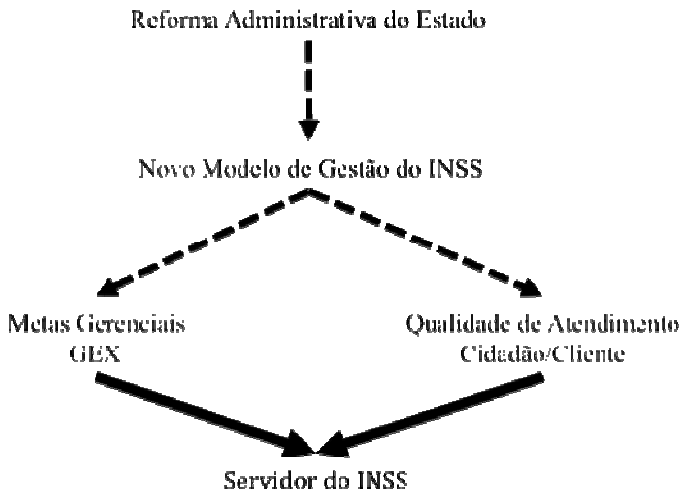 Reforma Administrativa do Estado
Novo Modelo de Gestão do INSS
Metas Gerenciais
GEX
Qualidade de Atendimento
Cidadão/Cliente
Servidor do INSS